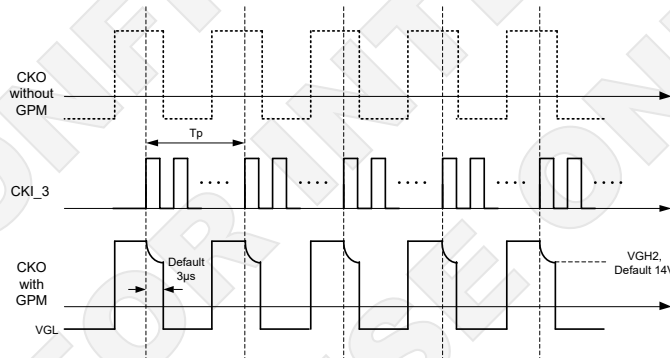 CKO
without
GPM
Tp
CKI_3
CKO
with
GPM
Default
3µs
VGH2,
Default 14V
VGL